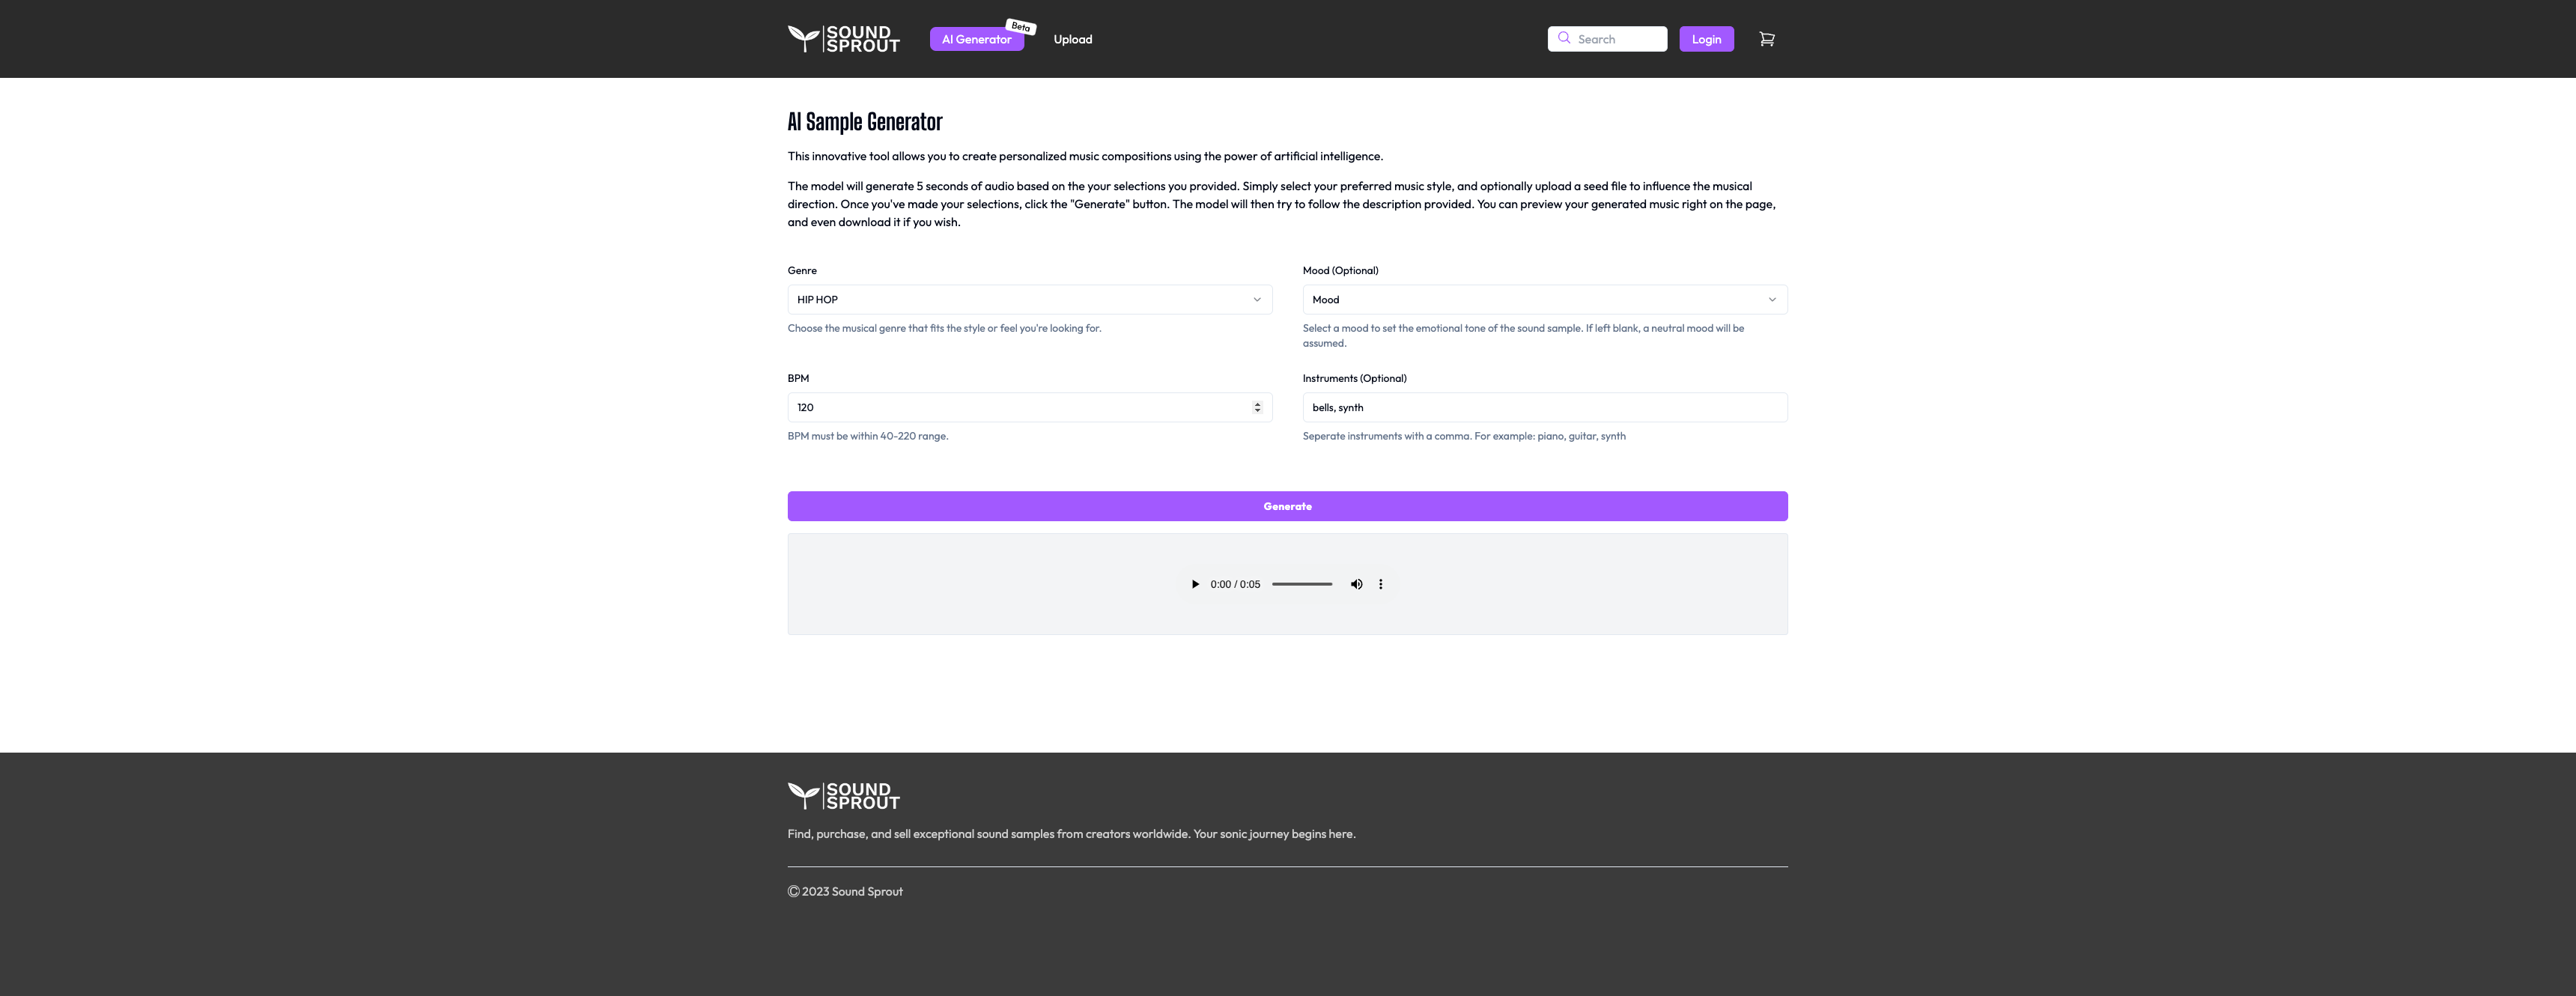 SOUND
SPROUT
AI Generator
Beta
Upload
Search
Login
AI Sample Generator
This innovative tool allows you to create personalized music compositions using the power of artificial intelligence.
The model will generate 5 seconds of audio based on the your selections you provided. Simply select your preferred music style, and optionally upload a seed file to influence the musical
direction. Once you've made your selections, click the "Generate" button. The model will then try to follow the description provided. You can preview your generated music right on the page,
and even download it if you wish.
Genre
HIP HOP
Choose the musical genre that fits the style or feel you're looking for.
Mood (Optional)
Mood
Select a mood to set the emotional tone of the sound sample. If left blank, a neutral mood will be
assumed.
BPM
120
BPM must be within 40-220 range.
Instruments (Optional)
bells, synth
Seperate instruments with a comma. For example: piano, guitar, synth
Generate
0:00 / 0:05
SOUND
SPROUT
Find, purchase, and sell exceptional sound samples from creators worldwide. Your sonic journey begins here.
© 2023 Sound Sprout